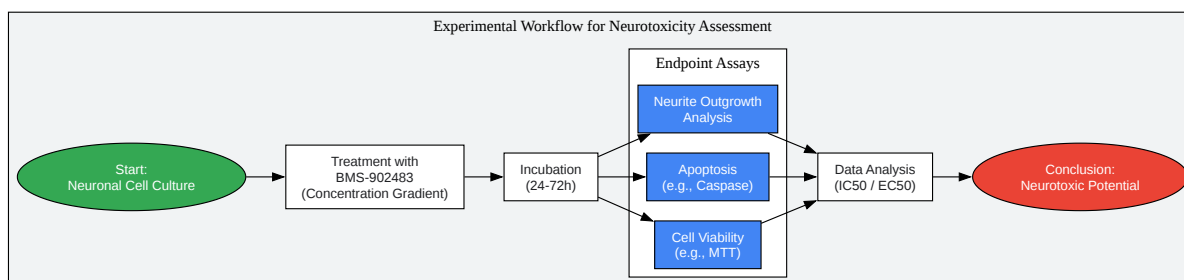 Experimental Workflow for Neurotoxicity Assessment
Start:
Neuronal Cell Culture
Treatment with
BMS-902483
(Concentration Gradient)
Incubation
(24-72h)
Endpoint Assays
Neurite Outgrowth
Analysis
Apoptosis
(e.g., Caspase)
Cell Viability
(e.g., MTT)
Data Analysis
(IC50 / EC50)
Conclusion:
Neurotoxic Potential